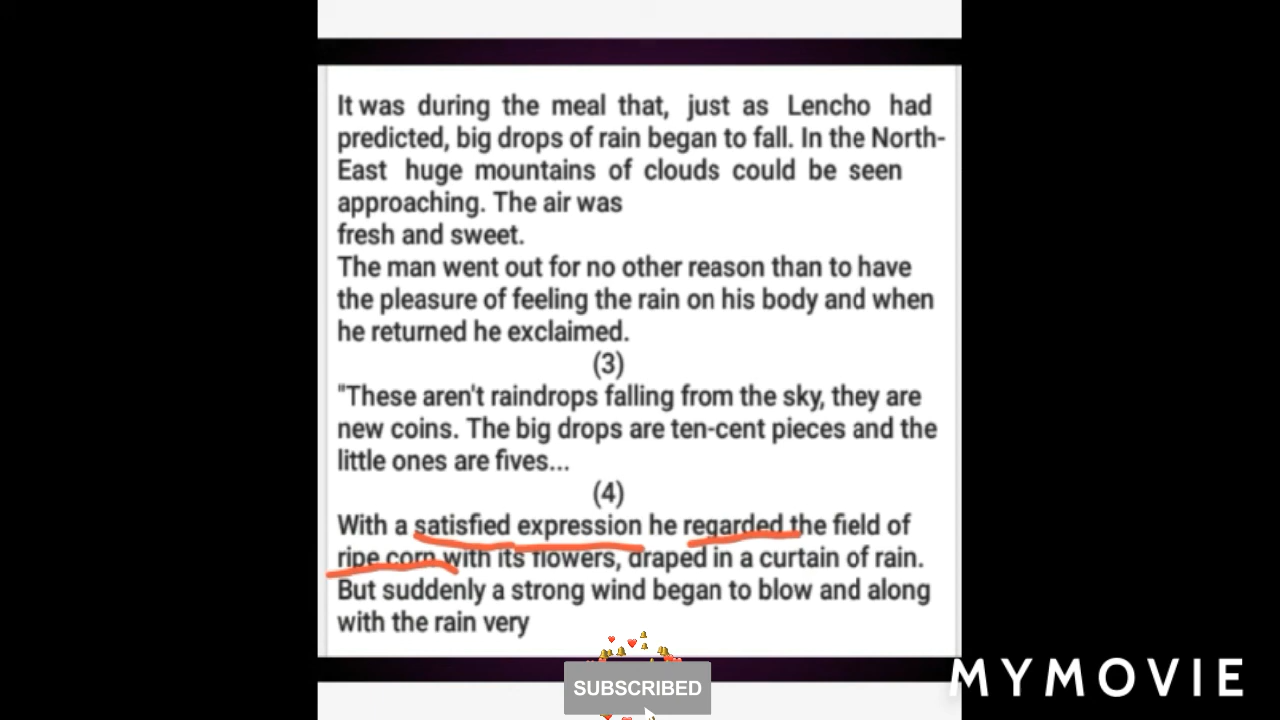 It was during the meal that, just as Lencho had
predicted, big drops of rain began to fall. In the North-
East huge mountains of clouds could be seen
approaching. The air was
fresh and sweet.
The man went out for no other reason than to have
the pleasure of feeling the rain on his body and when
he returned he exclaimed.
(3)
"These aren't raindrops falling from the sky, they are
new coins. The big drops are ten-cent pieces and the
little ones are fives...
(4)
With a satisfied expression he regarded the field of
ripe corn with its flowers, draped in a curtain of rain.
But suddenly a strong wind began to blow and along
with the rain very
SUBSCRIBED
MYMOVIE